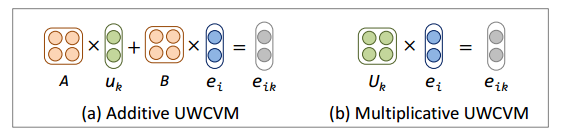 × + × = × =
A u_k B e_i e_ik U_k e_i e_ik
(a) Additive UWCVM (b) Multiplicative UWCVM